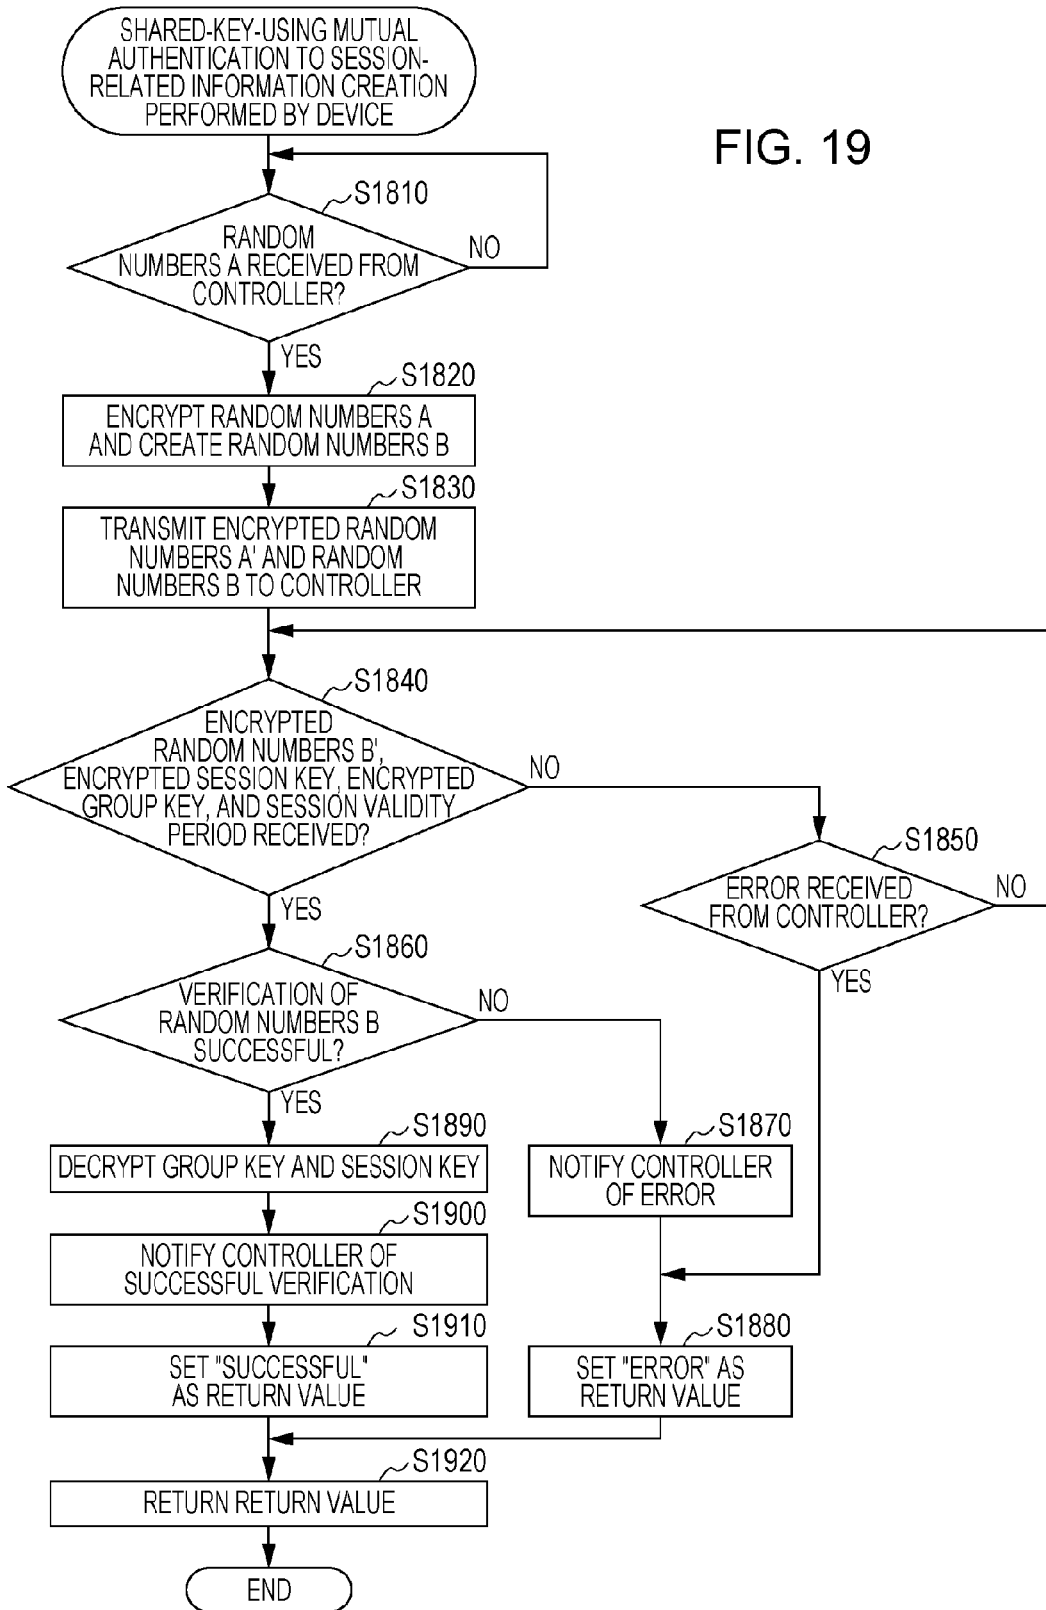 SHARED-KEY-USING MUTUAL
AUTHENTICATION TO SESSION-
RELATED INFORMATION CREATION
PERFORMED BY DEVICE
FIG. 19
S1810
RANDOM
NUMBERS A RECEIVED FROM
CONTROLLER?
NO
YES
S1820
ENCRYPT RANDOM NUMBERS A
AND CREATE RANDOM NUMBERS B
S1830
TRANSMIT ENCRYPTED RANDOM
NUMBERS A' AND RANDOM
NUMBERS B TO CONTROLLER
S1840
ENCRYPTED
RANDOM NUMBERS B',
ENCRYPTED SESSION KEY, ENCRYPTED
GROUP KEY, AND SESSION VALIDITY
PERIOD RECEIVED?
NO
YES
S1850
ERROR RECEIVED
FROM CONTROLLER?
NO
YES
S1860
VERIFICATION OF
RANDOM NUMBERS B
SUCCESSFUL?
NO
YES
S1890
DECRYPT GROUP KEY AND SESSION KEY
S1870
NOTIFY CONTROLLER
OF ERROR
S1900
NOTIFY CONTROLLER OF
SUCCESSFUL VERIFICATION
S1910
SET "SUCCESSFUL"
AS RETURN VALUE
S1880
SET "ERROR" AS
RETURN VALUE
S1920
RETURN RETURN VALUE
END